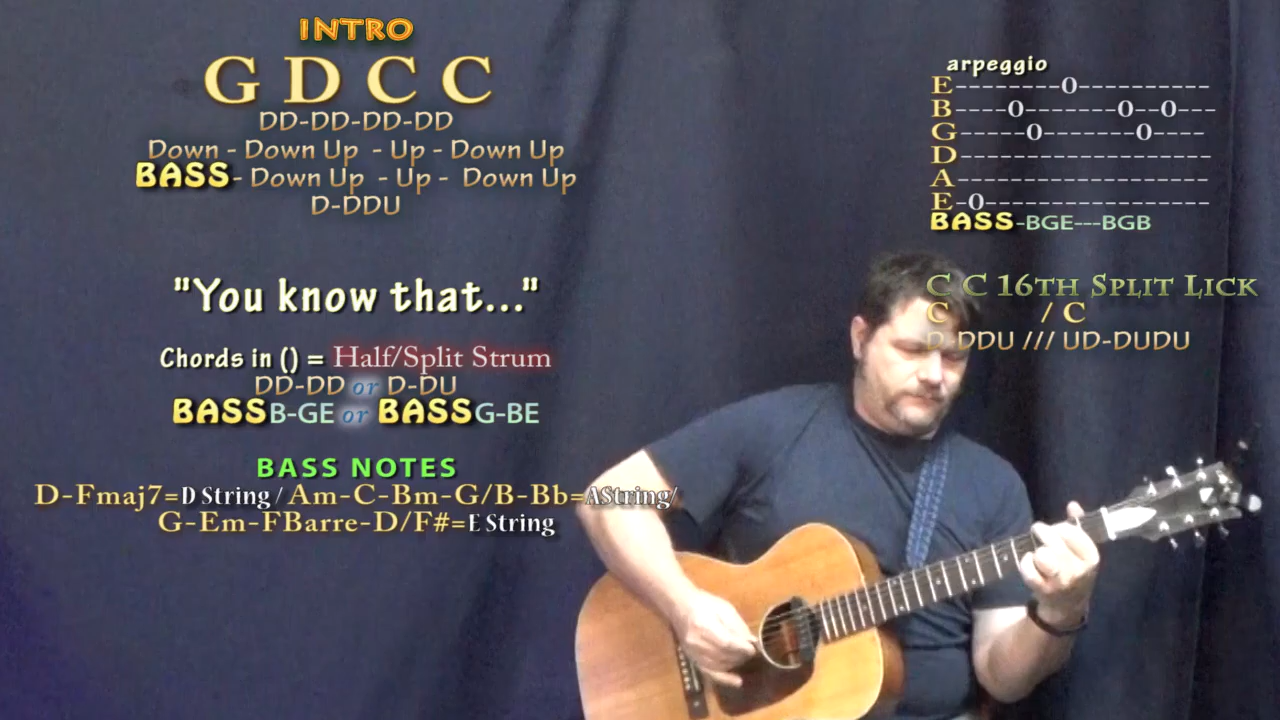 INTRO
G D C C
DD-DD-DD-DD
Down - Down Up - Up - Down Up
BASS- Down Up - Up - Down Up
D-DDU
"You know that..."
Chords in () = Half/Split Strum
DD-DD or D-DU
BASS B-GE or BASS G-BE
BASS NOTES
D-Fmaj7=D String / Am-C-Bm-G/B-Bb=AString/
G-Em-FBarre-D/F#=E String
arpeggio
E---------0-----------
B-----0--------0--0---
G------0--------0----
D---------------------
A---------------------
E-0------------------
BASS-BGE---BGB
C C 16TH SPLIT LICK
C / C
D-DDU /// UD-DUDU